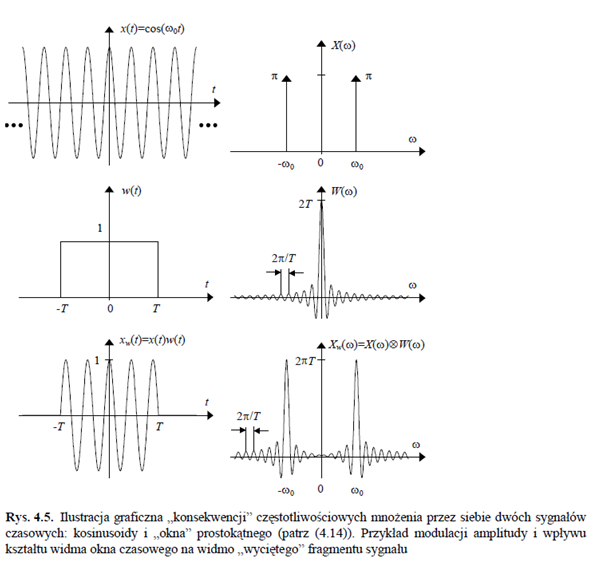 x(t)=cos(ω₀t)
t
••• •••
X(ω)
π π
ω
-ω₀ 0 ω₀
w(t)
1
t
-T 0 T
W(ω)
2T
2π/T
ω
xw(t)=x(t)w(t)
1
t
-T T
Xw(ω)=X(ω)⊗W(ω)
2πT
2π/T
ω
-ω₀ 0 ω₀
Rys. 4.5. Ilustracja graficzna „konsekwencji” częstotliwościowych mnożenia przez siebie dwóch sygnałów
czasowych: kosinusoidy i „okna” prostokątnego (patrz (4.14)). Przykład modulacji amplitudy i wpływu
kształtu widma okna czasowego na widmo „wyciętego” fragmentu sygnału